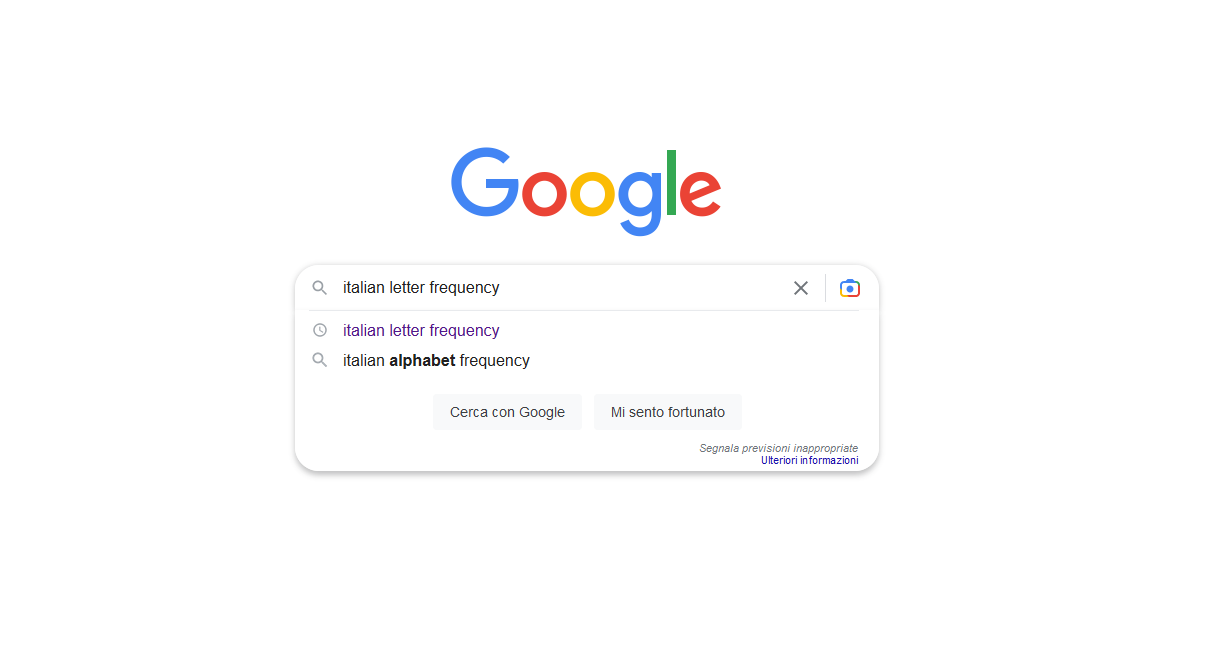 Google
italian letter frequency
italian letter frequency
italian alphabet frequency
Cerca con Google
Mi sento fortunato
Segnala previsioni inappropriate
Ulteriori informazioni